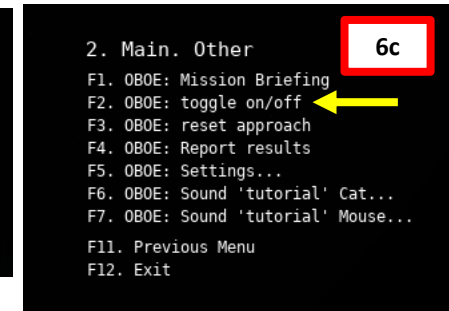 2. Main. Other
6c
F1. OBOE: Mission Briefing
F2. OBOE: toggle on/off
F3. OBOE: reset approach
F4. OBOE: Report results
F5. OBOE: Settings...
F6. OBOE: Sound 'tutorial' Cat...
F7. OBOE: Sound 'tutorial' Mouse...
F11. Previous Menu
F12. Exit